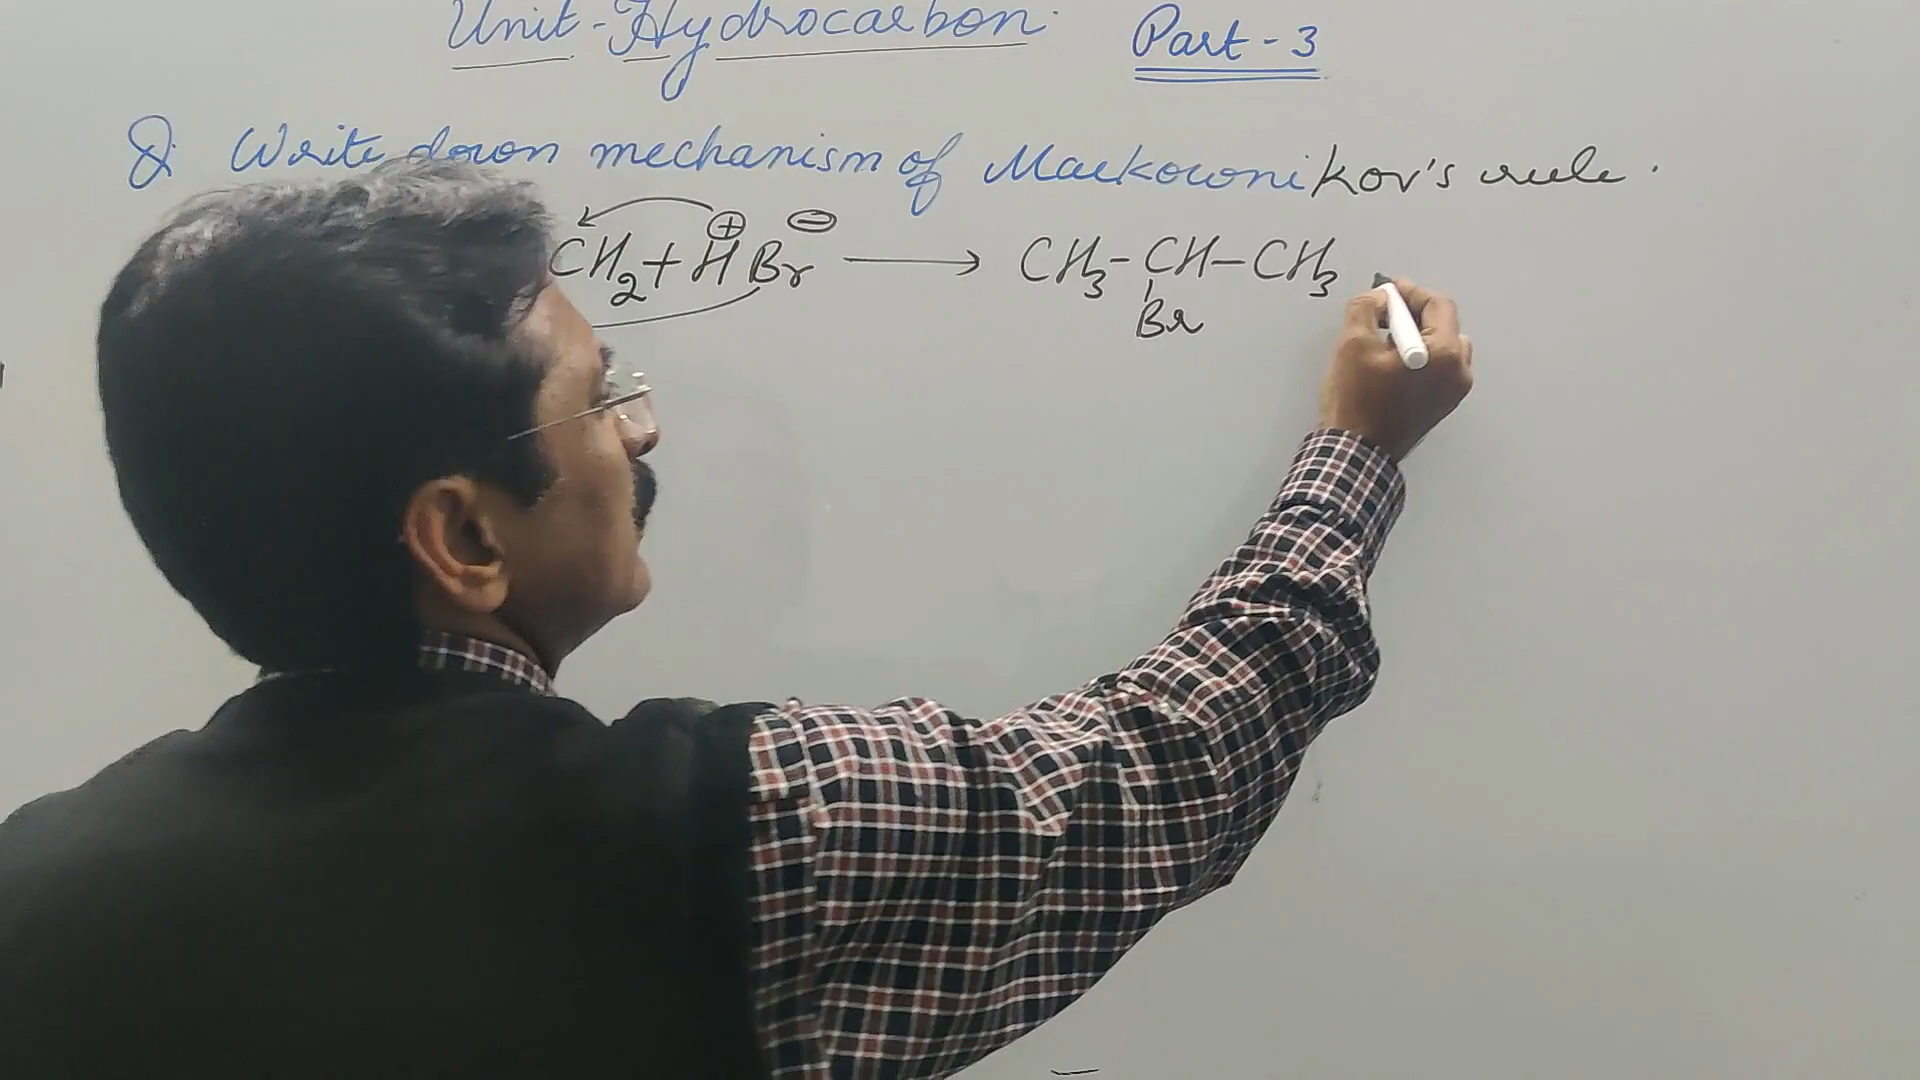 Unit-Hydrocarbon. Part-3
Q. Write down mechanism of Markownikov's rule.
CH2 + H⊕ Br⊖ ⟶ CH3-CH-CH3
Br